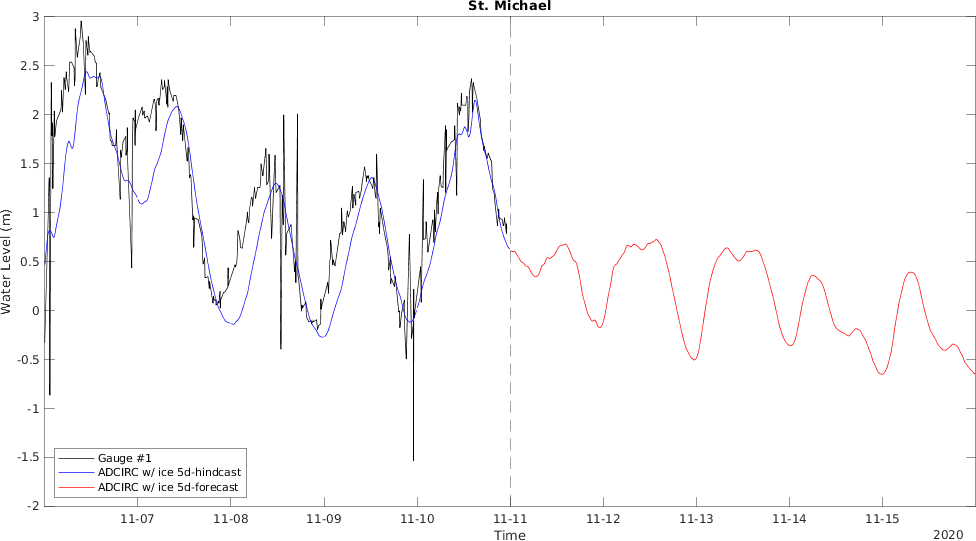 St. Michael
3
2.5
2
1.5
1
0.5
0
-0.5
-1
-1.5
-2
Water Level (m)
Gauge #1
ADCIRC w/ ice 5d-hindcast
ADCIRC w/ ice 5d-forecast
11-07 11-08 11-09 11-10 11-11 11-12 11-13 11-14 11-15
Time
2020